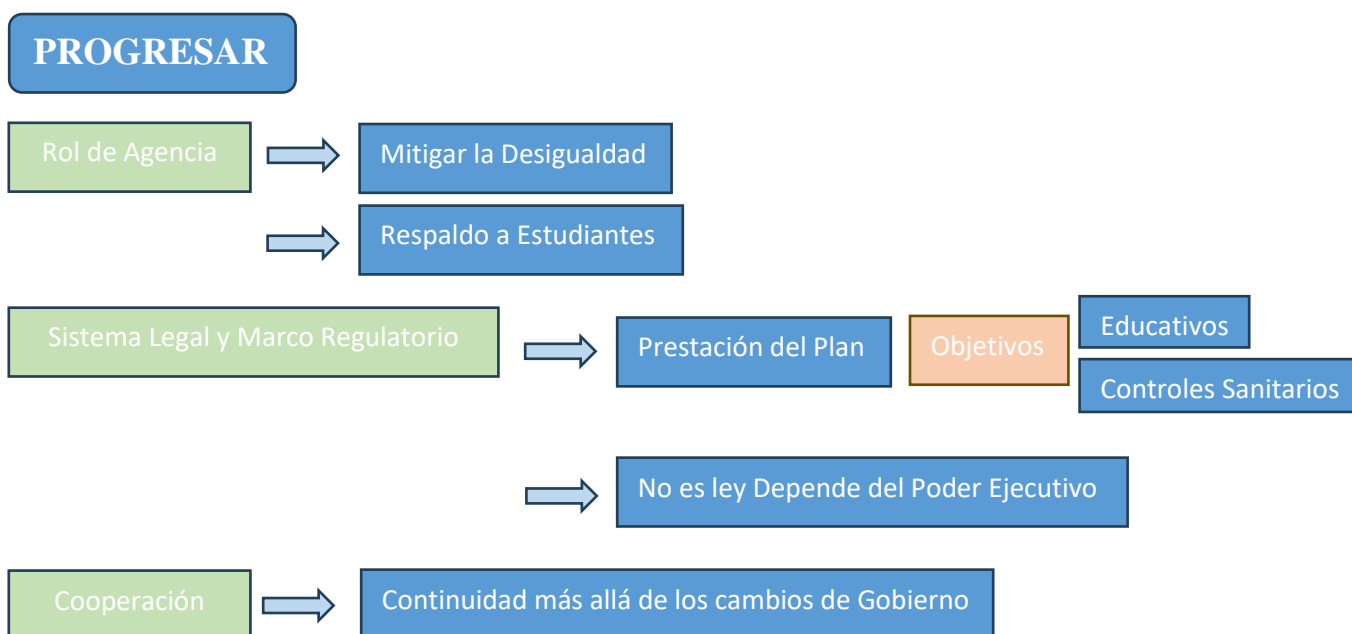 PROGRESAR
Rol de Agencia
Mitigar la Desigualdad
Respaldo a Estudiantes
Sistema Legal y Marco Regulatorio
Prestación del Plan
Objetivos
Educativos
Controles Sanitarios
No es ley Depende del Poder Ejecutivo
Cooperación
Continuidad más allá de los cambios de Gobierno